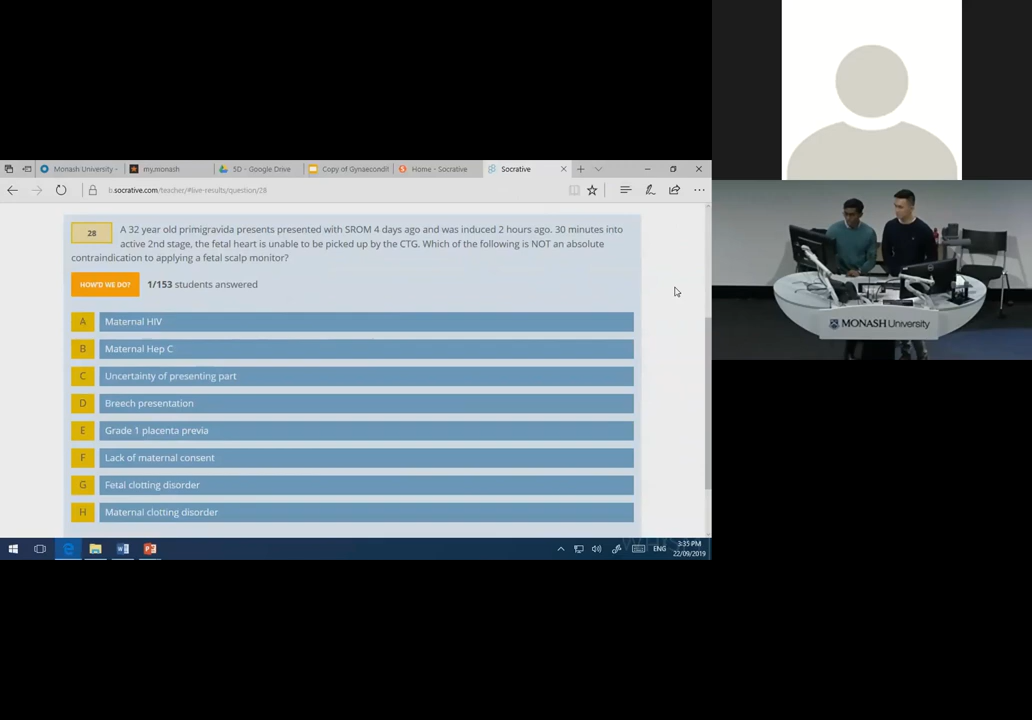 Monash University -
my.monash
5D - Google Drive
Copy of Gynaecondit
Home - Socrative
Socrative
b.socrative.com/teacher/#live-results/question/28
28
A 32 year old primigravida presents presented with SROM 4 days ago and was induced 2 hours ago. 30 minutes into
active 2nd stage, the fetal heart is unable to be picked up by the CTG. Which of the following is NOT an absolute
contraindication to applying a fetal scalp monitor?
HOW'D WE DO?
1/153 students answered
A Maternal HIV
B Maternal Hep C
C Uncertainty of presenting part
D Breech presentation
E Grade 1 placenta previa
F Lack of maternal consent
G Fetal clotting disorder
H Maternal clotting disorder
ENG
3:35 PM
22/09/2019
MONASH University